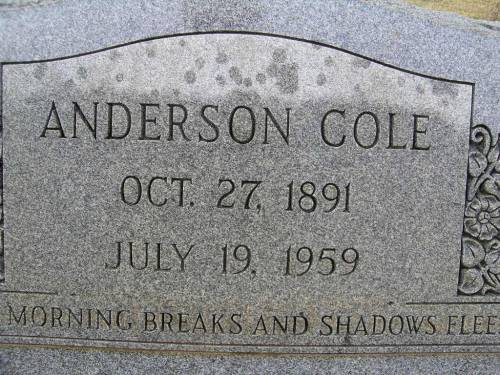 ANDERSON COLE
OCT. 27, 1891
JULY 19, 1959
MORNING BREAKS AND SHADOWS FLEE